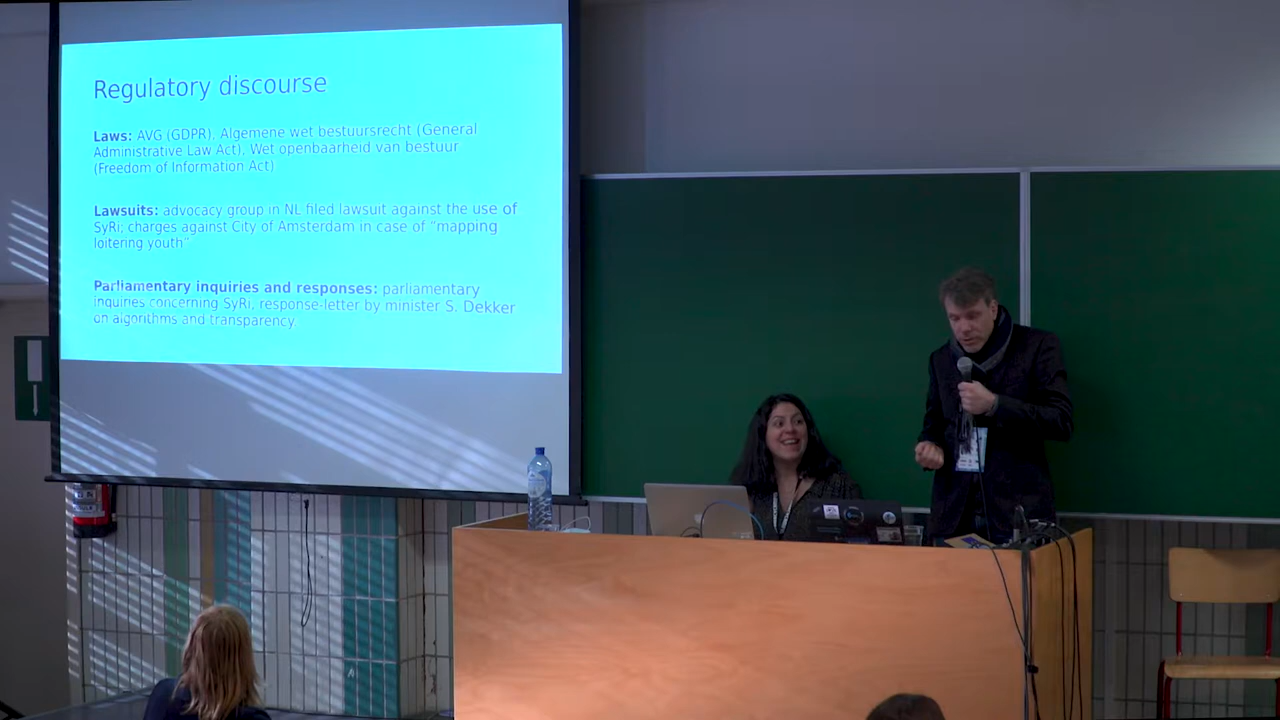 Regulatory discourse
Laws: AVG (GDPR), Algemene wet bestuursrecht (General
Administrative Law Act), Wet openbaarheid van bestuur
(Freedom of Information Act)
Lawsuits: advocacy group in NL filed lawsuit against the use of
SyRi; charges against City of Amsterdam in case of "mapping
loitering youth"
Parliamentary inquiries and responses: parliamentary
inquiries concerning SyRi, response-letter by minister S. Dekker
on algorithms and transparency.